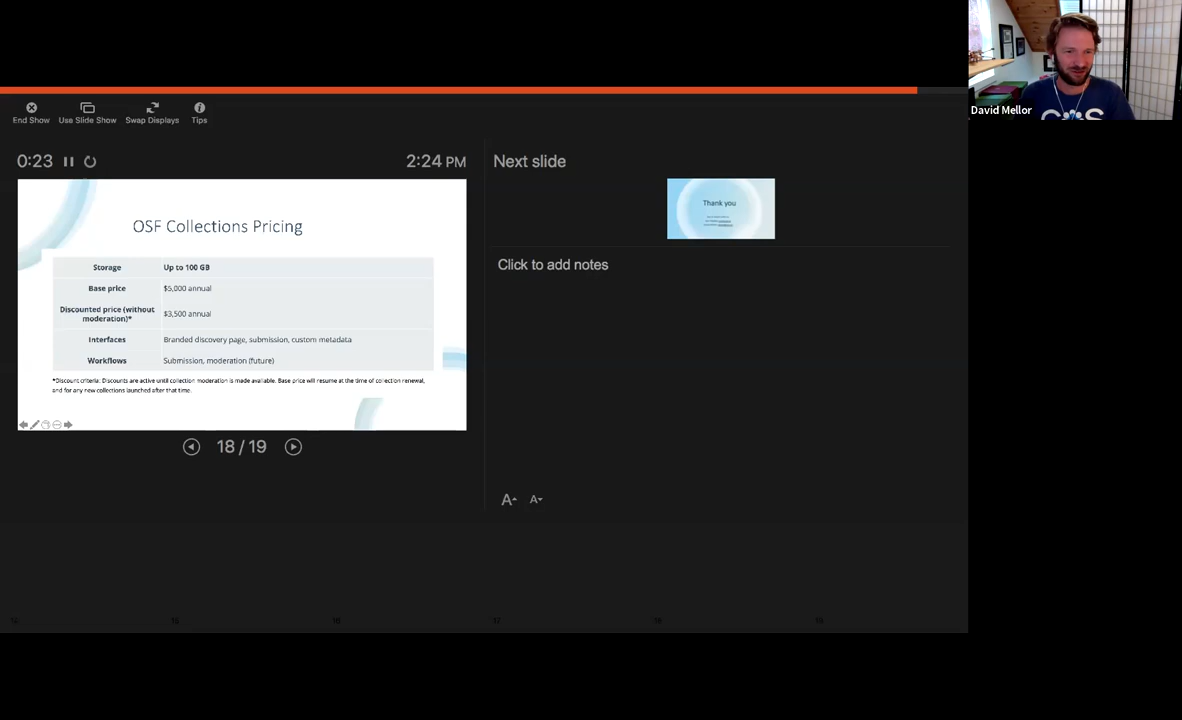 End Show
Use Slide Show
Swap Displays
Tips
David Mellor
0:23
2:24 PM
Next slide
OSF Collections Pricing
Storage Up to 100 GB
Base price $5,000 annual
Discounted price (without
moderation)* $3,500 annual
Interfaces Branded discovery page, submission, custom metadata
Workflows Submission, moderation (future)
*Discount criteria: Discounts are active until collection moderation is made available. Base price will resume at the time of collection renewal,
and for any new collections launched after that time.
18 / 19
Thank you
Click to add notes
A A